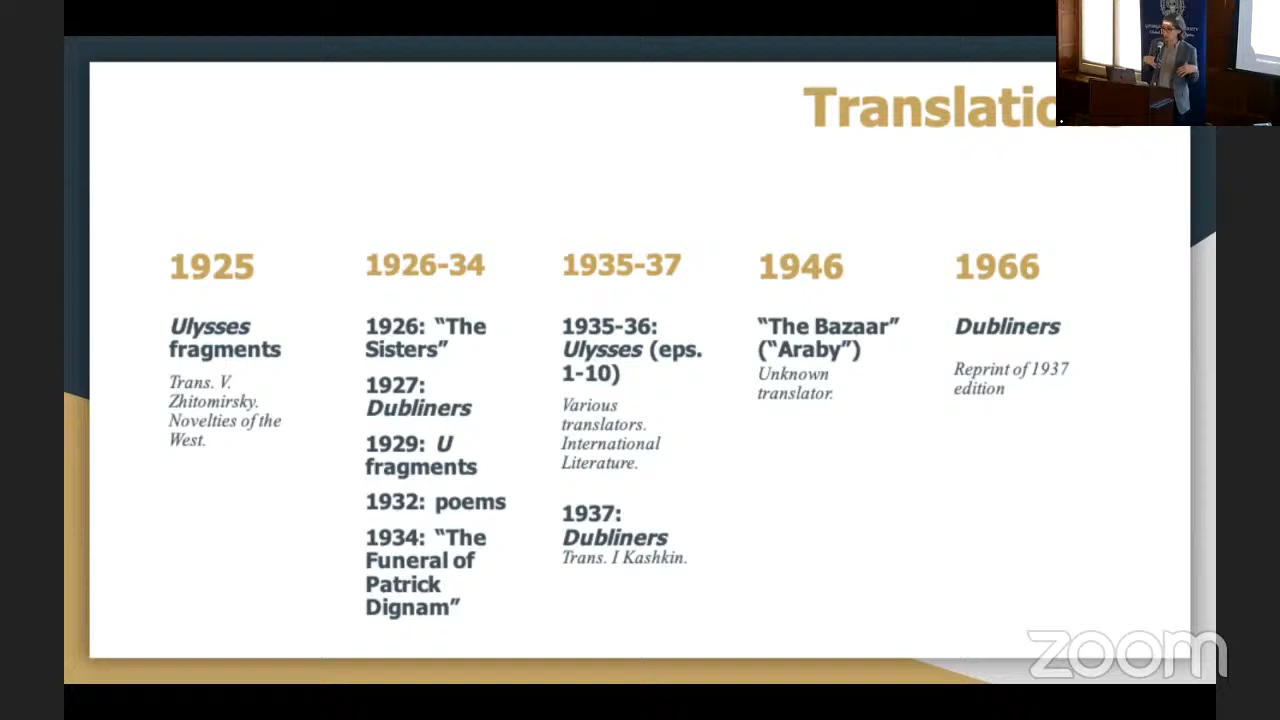 Translatio
1925
Ulysses
fragments
Trans. V.
Zhitomirsky.
Novelties of the
West.
1926-34
1926: “The
Sisters”
1927:
Dubliners
1929: U
fragments
1932: poems
1934: “The
Funeral of
Patrick
Dignam”
1935-37
1935-36:
Ulysses (eps.
1-10)
Various
translators.
International
Literature.
1937:
Dubliners
Trans. I Kashkin.
1946
“The Bazaar”
(“Araby”)
Unknown
translator.
1966
Dubliners
Reprint of 1937
edition
zoom